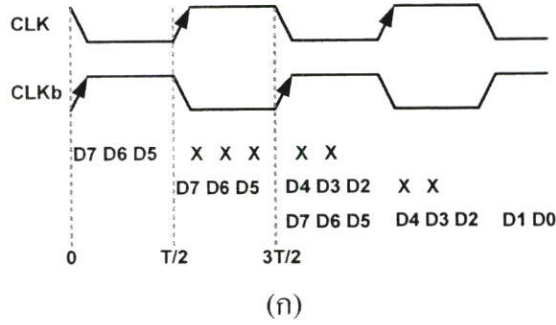 CLK
CLKb
D7 D6 D5 X X X X X
D7 D6 D5 D4 D3 D2 X X
D7 D6 D5 D4 D3 D2 D1 D0
0 T/2 3T/2
(ก)